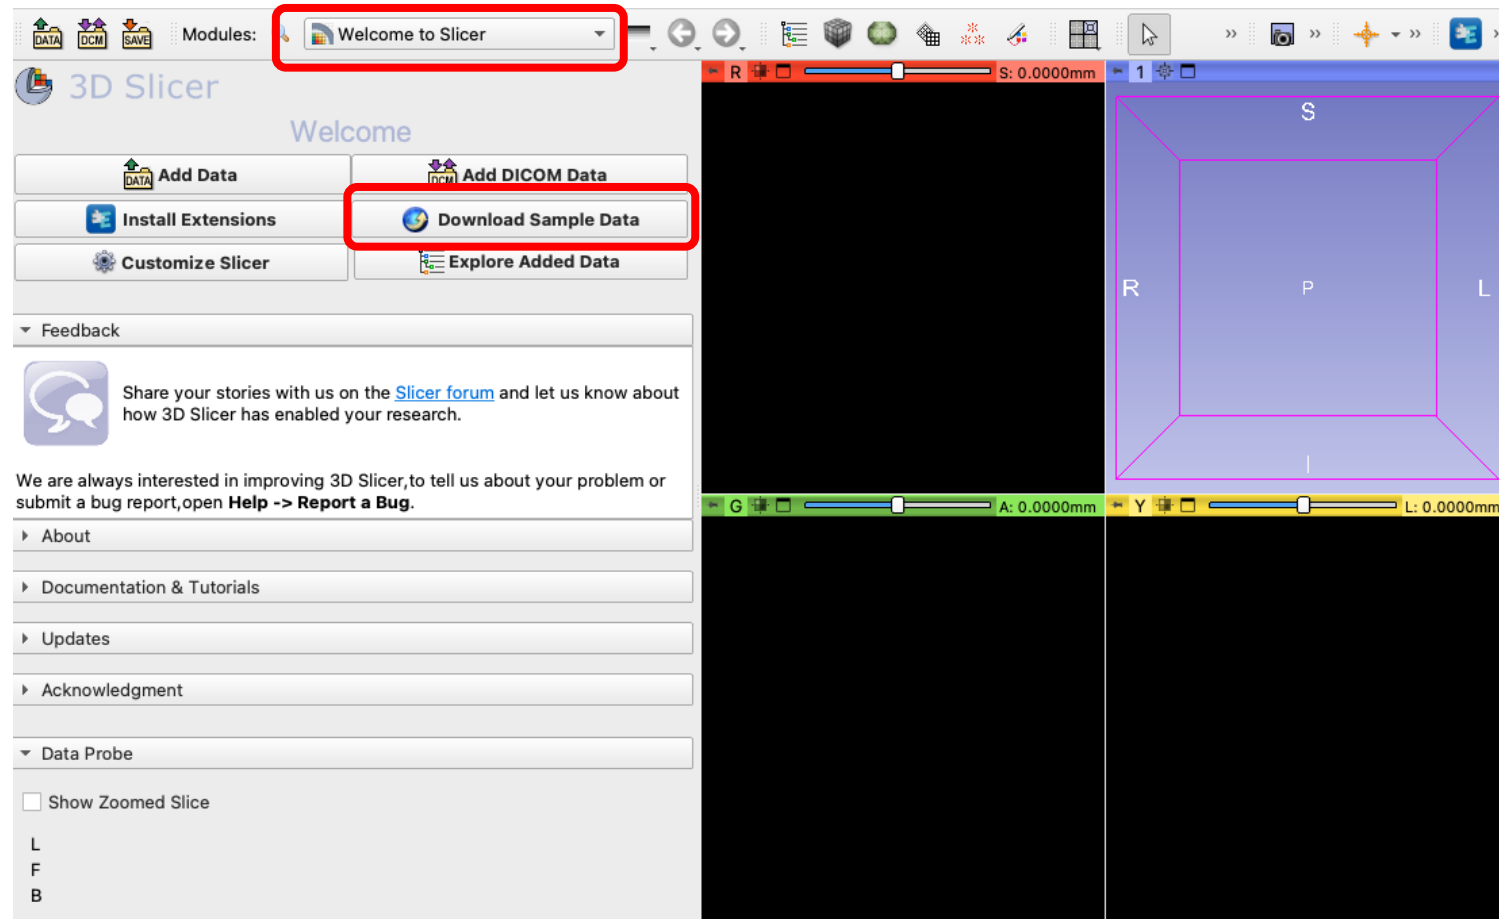 DATA
DCM
SAVE
Modules:
Welcome to Slicer
3D Slicer
Welcome
DATA Add Data
DCM Add DICOM Data
Install Extensions
Download Sample Data
Customize Slicer
Explore Added Data
Feedback
Share your stories with us on the Slicer forum and let us know about
how 3D Slicer has enabled your research.
We are always interested in improving 3D Slicer,to tell us about your problem or
submit a bug report,open Help -> Report a Bug.
About
Documentation & Tutorials
Updates
Acknowledgment
Data Probe
Show Zoomed Slice
L
F
B
R
S: 0.0000mm
1
S
R
P
L
I
G
A: 0.0000mm
Y
L: 0.0000mm